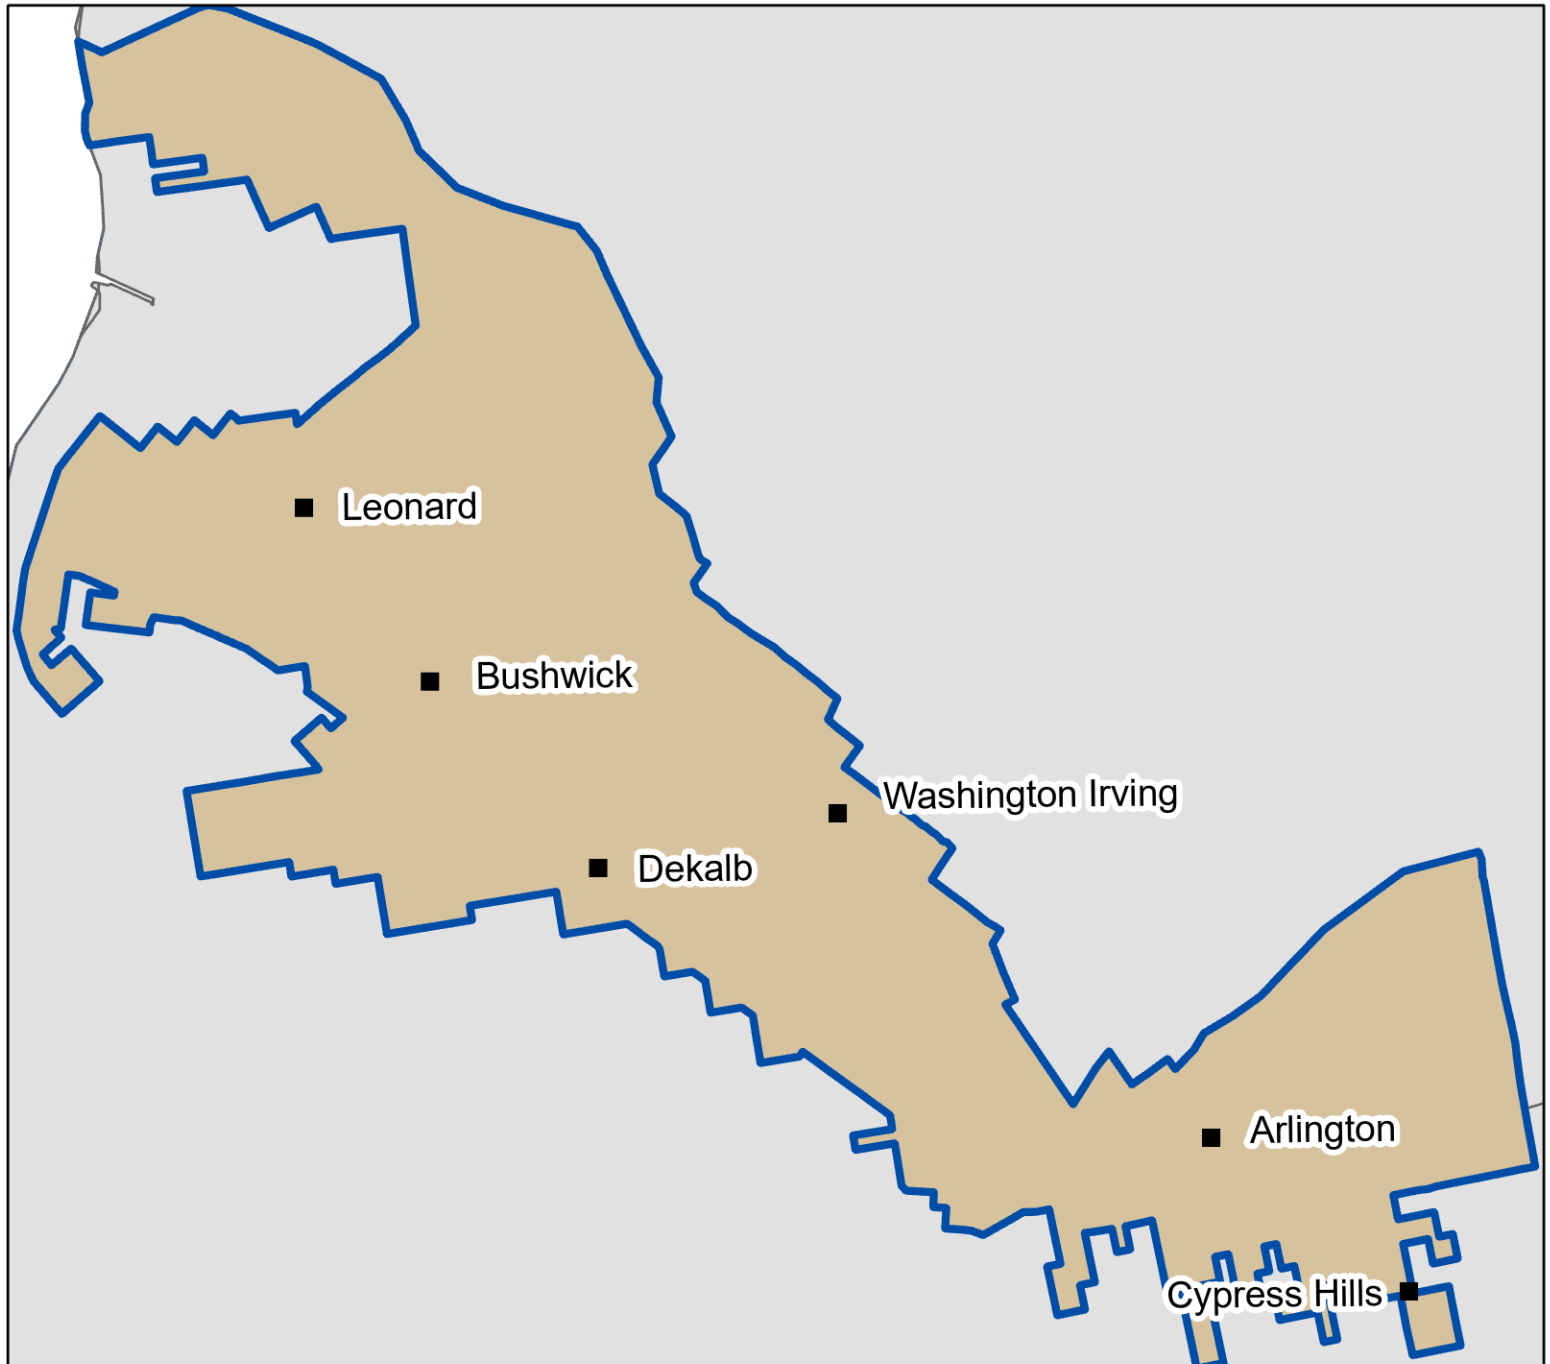 Leonard
Bushwick
Washington Irving
Dekalb
Arlington
Cypress Hills